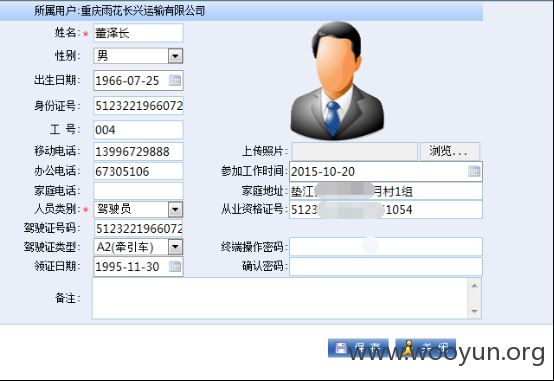 所属用户:重庆雨花长兴运输有限公司
姓名:* 董泽长
性别: 男
出生日期: 1966-07-25
身份证号: 5123221966072
工 号: 004
移动电话: 13996729888 上传照片: 浏览...
办公电话: 67305106 参加工作时间: 2015-10-20
家庭电话: 家庭地址: 垫江 月村1组
人员类别:* 驾驶员 从业资格证号: 5123 1054
驾驶证号码: 5123221966072
驾驶证类型: A2(牵引车) 终端操作密码:
领证日期: 1995-11-30 确认密码:
备注:
保 存 关 闭
www.wooyun.org